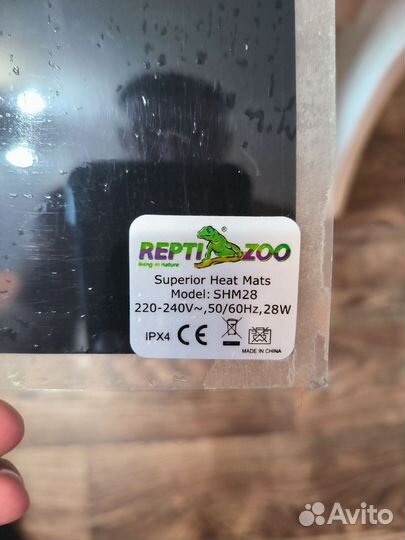 REPTI ZOO
living in nature
Superior Heat Mats
Model: SHM28
220-240V~,50/60Hz,28W
IPX4 CE
MADE IN CHINA
Avito